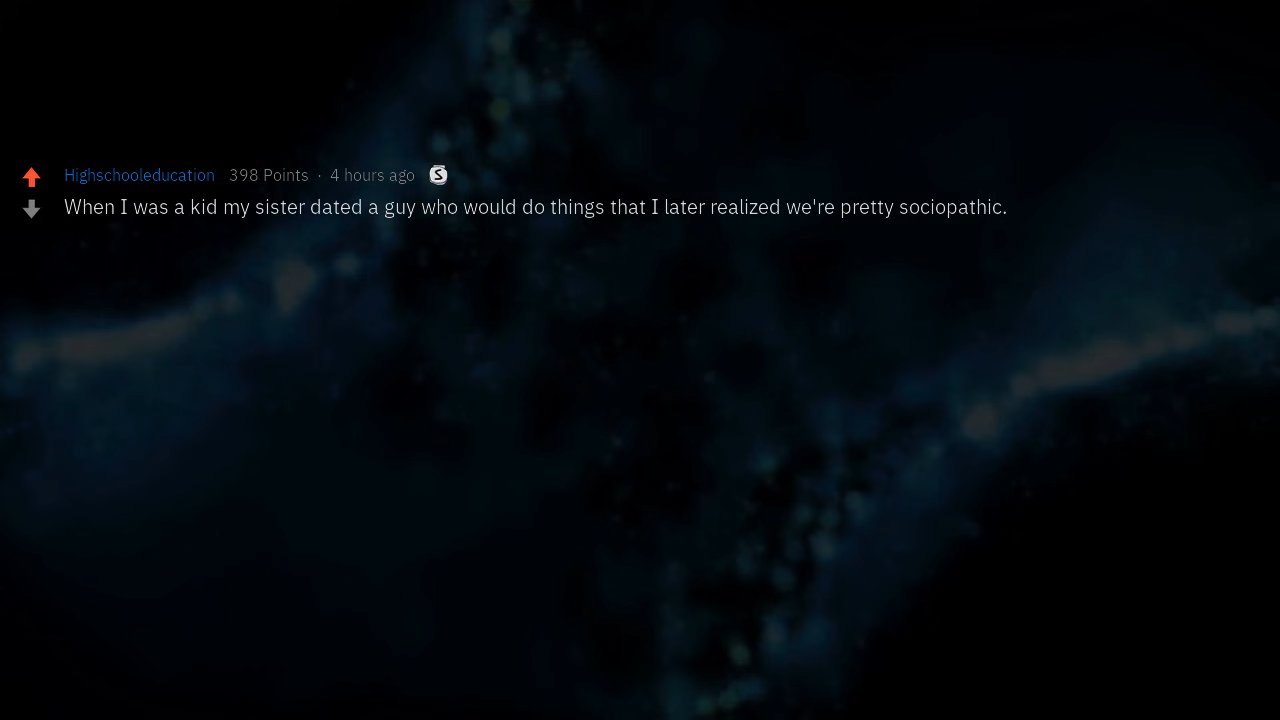 Highschooleducation 398 Points · 4 hours ago S
When I was a kid my sister dated a guy who would do things that I later realized we're pretty sociopathic.